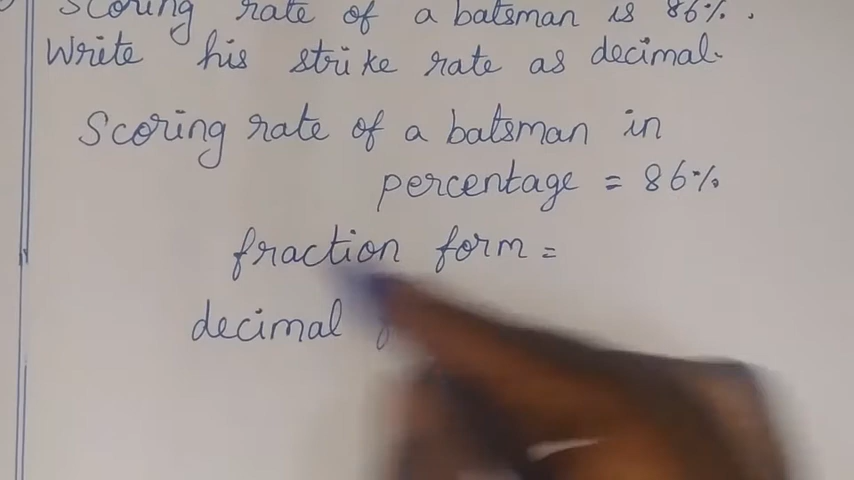 Scoring rate of a batsman is 86%.
Write his strike rate as decimal.
Scoring rate of a batsman in
percentage = 86%
fraction form =
decimal